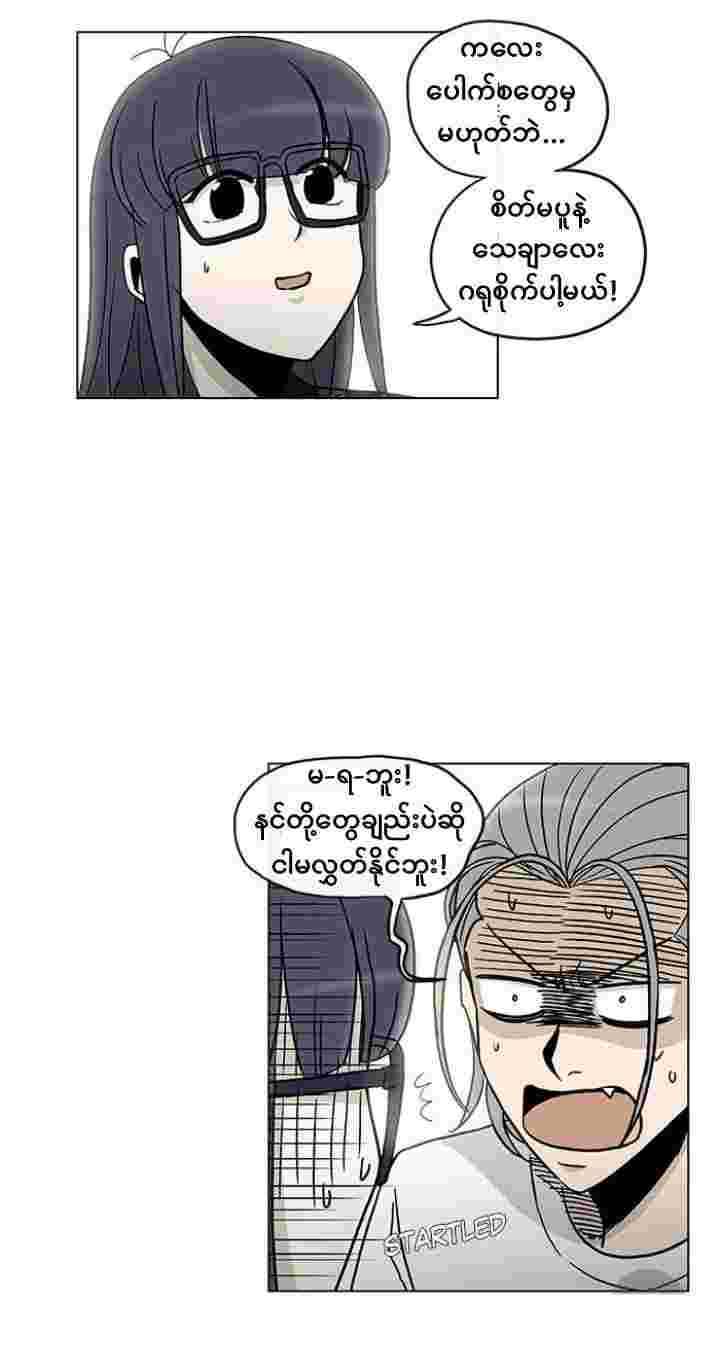 ကလေး
ပေါက်စတွေမှ
မဟုတ်ဘဲ...
စိတ်မပူနဲ့
သေချာလေး
ဂရုစိုက်ပါ့မယ်!
မ-ရ-ဘူး!
နင်တို့တွေချည်းပဲဆို
ငါမလွှတ်နိုင်ဘူး!
STARTLED